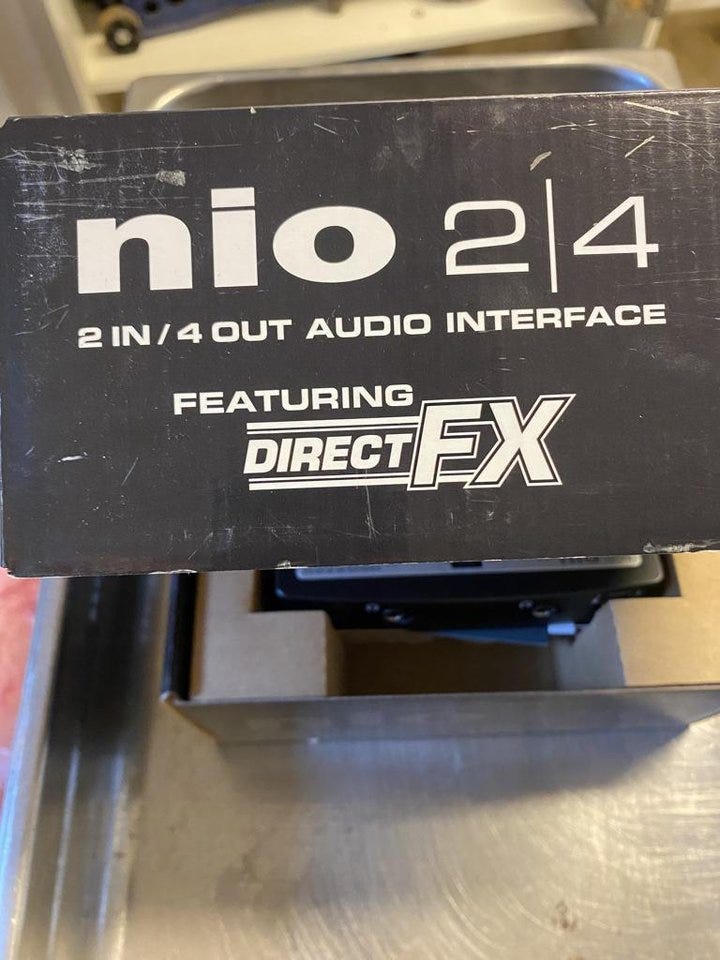 nio 2|4
2 IN / 4 OUT AUDIO INTERFACE
FEATURING
DIRECT FX